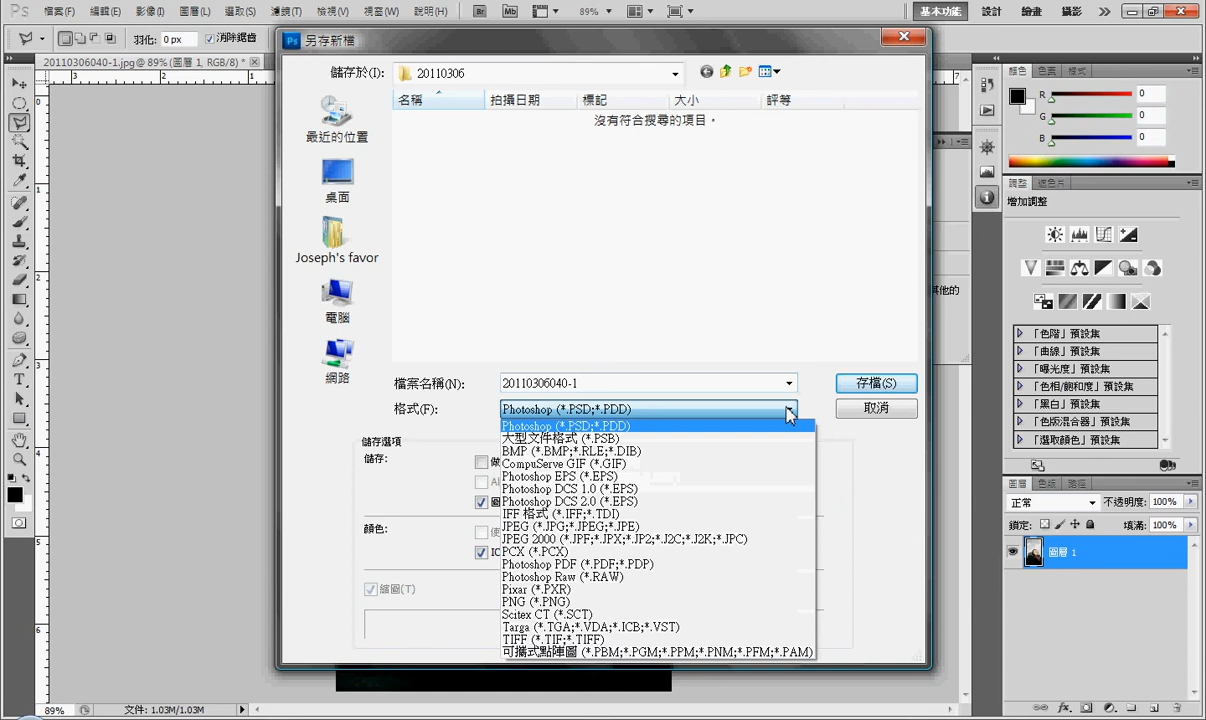 Ps 檔案(F) 編輯(E) 影像(I) 圖層(L) 選取(S) 濾鏡(T) 檢視(V) 視窗(W) 說明(H) Br Mb 89% 基本功能 設計 繪畫 攝影
羽化: 0 px 消除鋸齒
20110306040-1.jpg @ 89% (圖層 1, RGB/8) *
Ps 另存新檔
儲存於(I): 20110306
名稱 拍攝日期 標記 大小 評等
沒有符合搜尋的項目。
最近的位置
桌面
Joseph's favor
電腦
網路
檔案名稱(N): 20110306040-1 存檔(S)
格式(F): Photoshop (*.PSD;*.PDD) 取消
Photoshop (*.PSD;*.PDD)
大型文件格式 (*.PSB)
BMP (*.BMP;*.RLE;*.DIB)
CompuServe GIF (*.GIF)
Photoshop EPS (*.EPS)
Photoshop DCS 1.0 (*.EPS)
Photoshop DCS 2.0 (*.EPS)
IFF 格式 (*.IFF;*.TDI)
JPEG (*.JPG;*.JPEG;*.JPE)
JPEG 2000 (*.JPF;*.JPX;*.JP2;*.J2C;*.J2K;*.JPC)
PCX (*.PCX)
Photoshop PDF (*.PDF;*.PDP)
Photoshop Raw (*.RAW)
Pixar (*.PXR)
PNG (*.PNG)
Scitex CT (*.SCT)
Targa (*.TGA;*.VDA;*.ICB;*.VST)
TIFF (*.TIF;*.TIFF)
可攜式點陣圖 (*.PBM;*.PGM;*.PPM;*.PNM;*.PFM;*.PAM)
儲存選項
儲存:
顏色:
縮圖(T)
其他的
顏色 色票 樣式
R 0
G 0
B 0
調整 遮色片
增加調整
「色階」預設集
「曲線」預設集
「曝光度」預設集
「色相/飽和度」預設集
「黑白」預設集
「色版混合器」預設集
「選取顏色」預設集
圖層 色版 路徑
正常 不透明度: 100%
鎖定: 填滿: 100%
圖層 1
89% 文件: 1.03M/1.03M